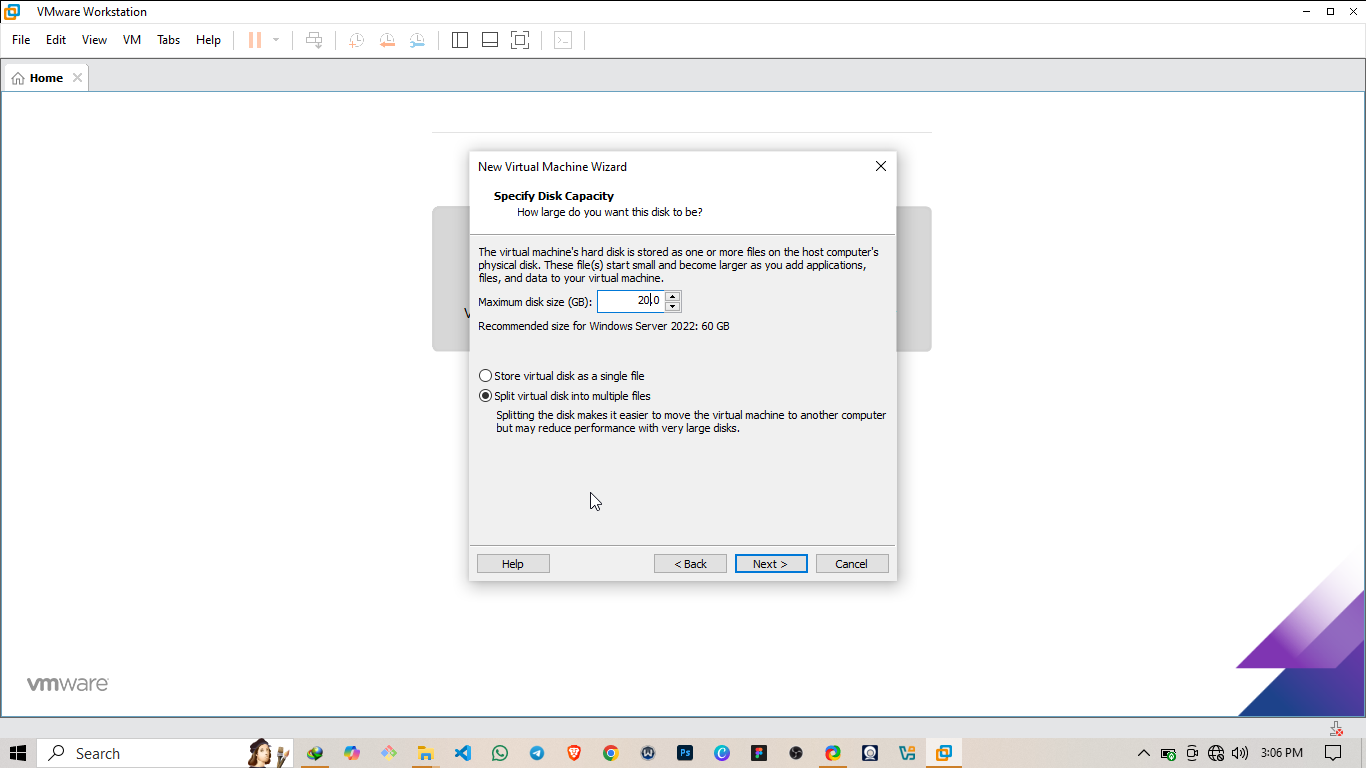 VMware Workstation
File Edit View VM Tabs Help
Home
New Virtual Machine Wizard
Specify Disk Capacity
How large do you want this disk to be?
The virtual machine's hard disk is stored as one or more files on the host computer's
physical disk. These file(s) start small and become larger as you add applications,
files, and data to your virtual machine.
Maximum disk size (GB): 20.0
Recommended size for Windows Server 2022: 60 GB
Store virtual disk as a single file
Split virtual disk into multiple files
Splitting the disk makes it easier to move the virtual machine to another computer
but may reduce performance with very large disks.
Help < Back Next > Cancel
vmware
Search 3:06 PM